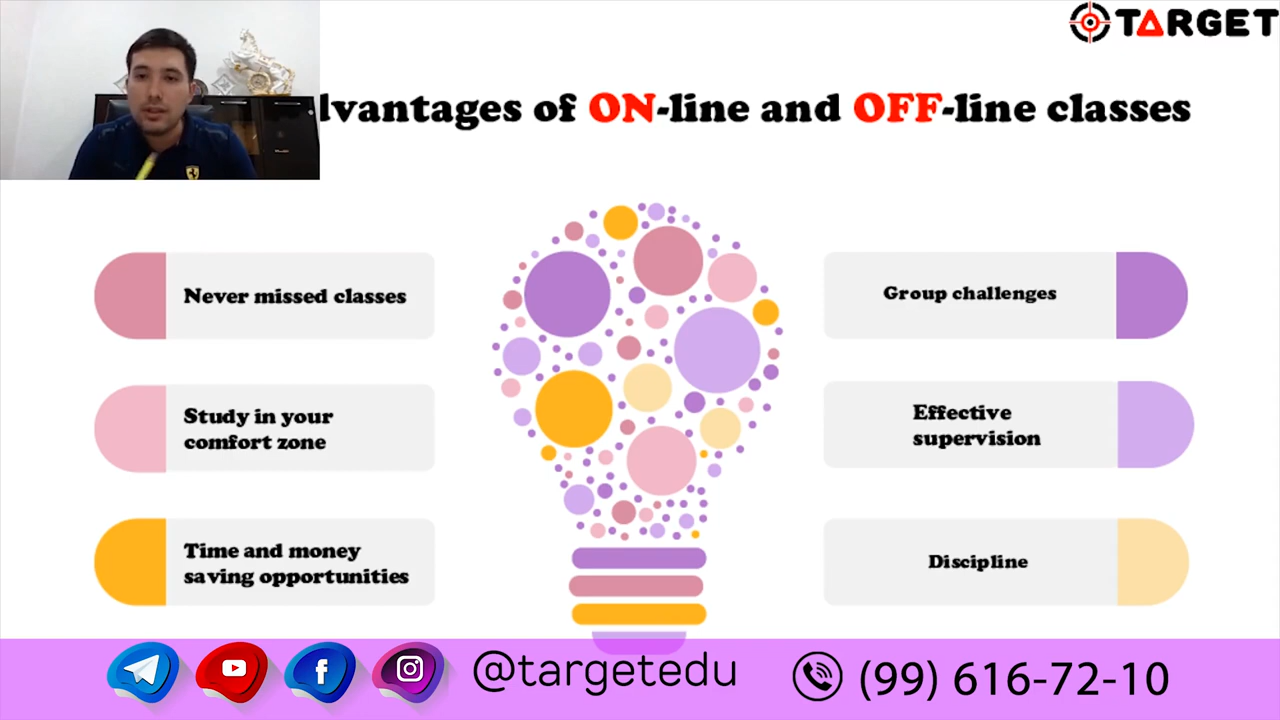 TARGET
dvantages of ON-line and OFF-line classes
Never missed classes
Study in your
comfort zone
Time and money
saving opportunities
Group challenges
Effective
supervision
Discipline
@targetedu
(99) 616-72-10